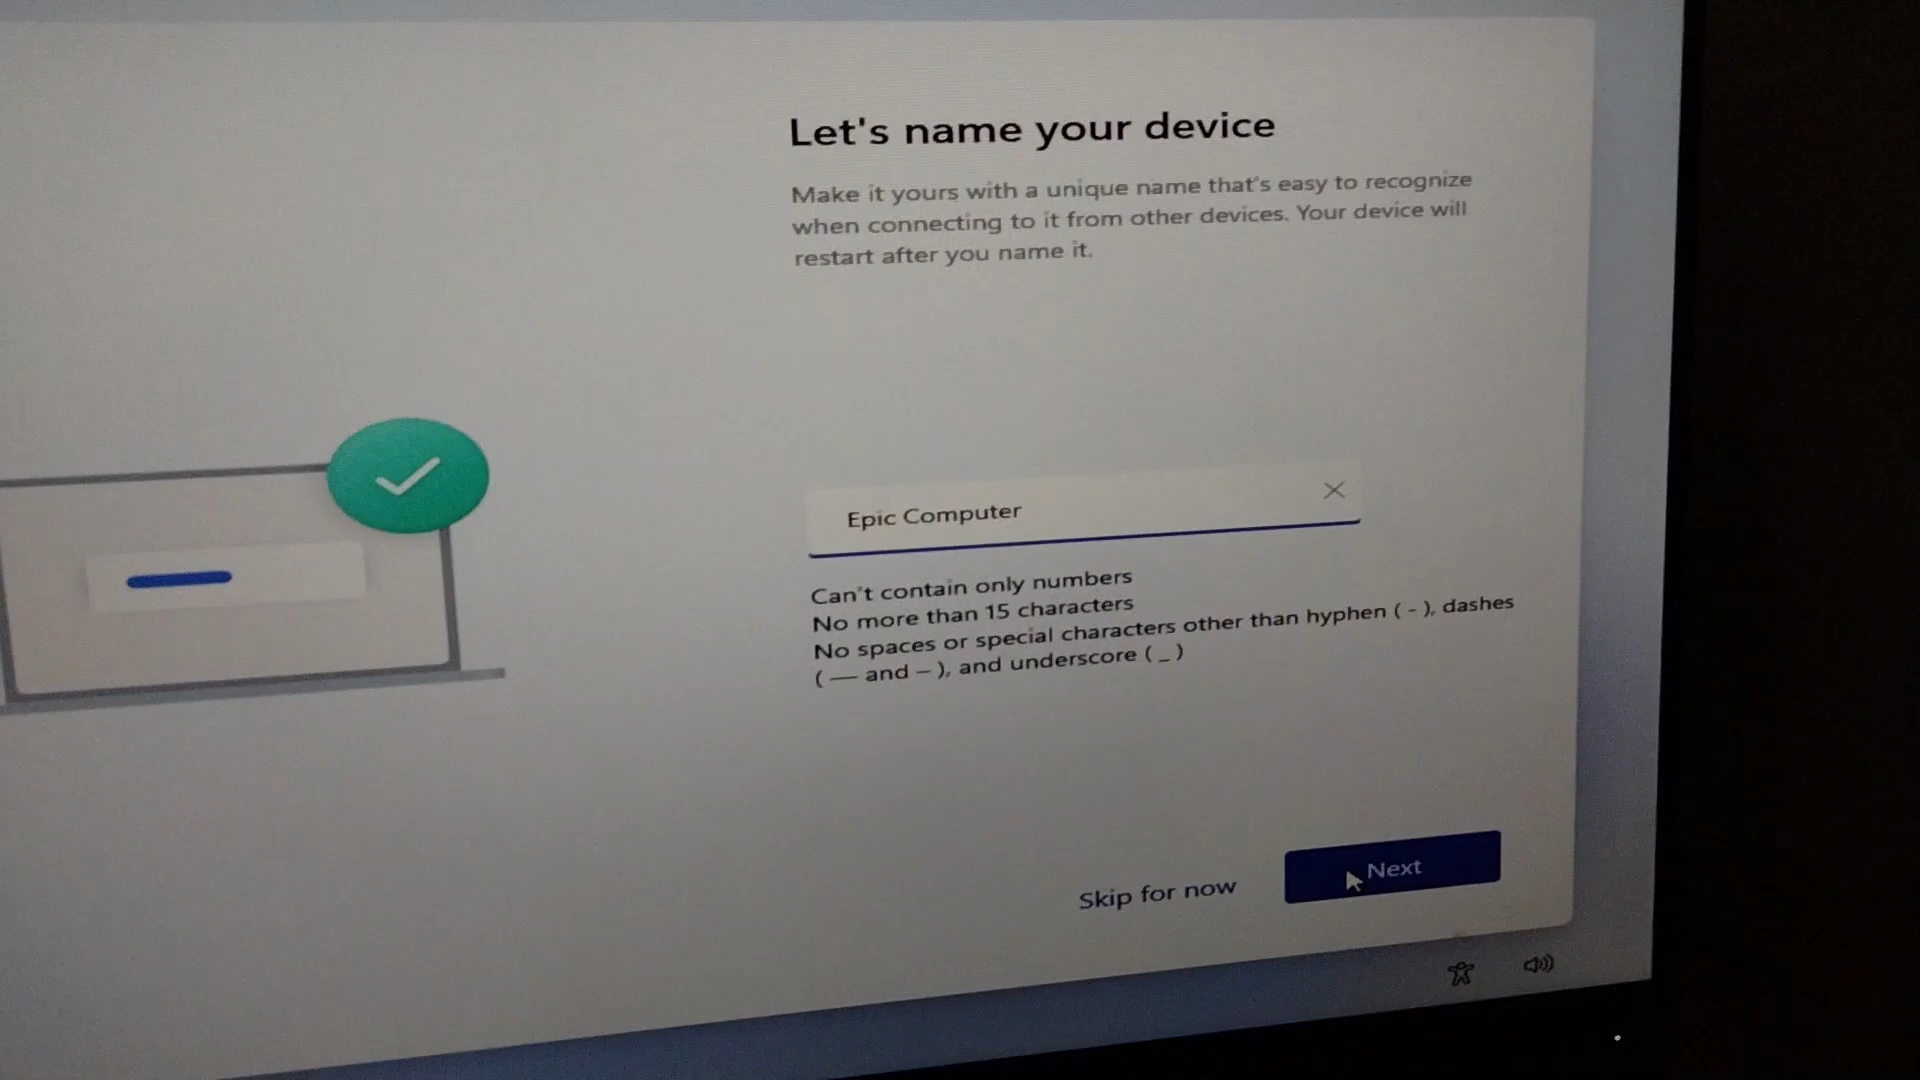 Let's name your device
Make it yours with a unique name that's easy to recognize
when connecting to it from other devices. Your device will
restart after you name it.
Epic Computer
Can't contain only numbers
No more than 15 characters
No spaces or special characters other than hyphen ( - ), dashes
( — and – ), and underscore ( _ )
Skip for now
Next